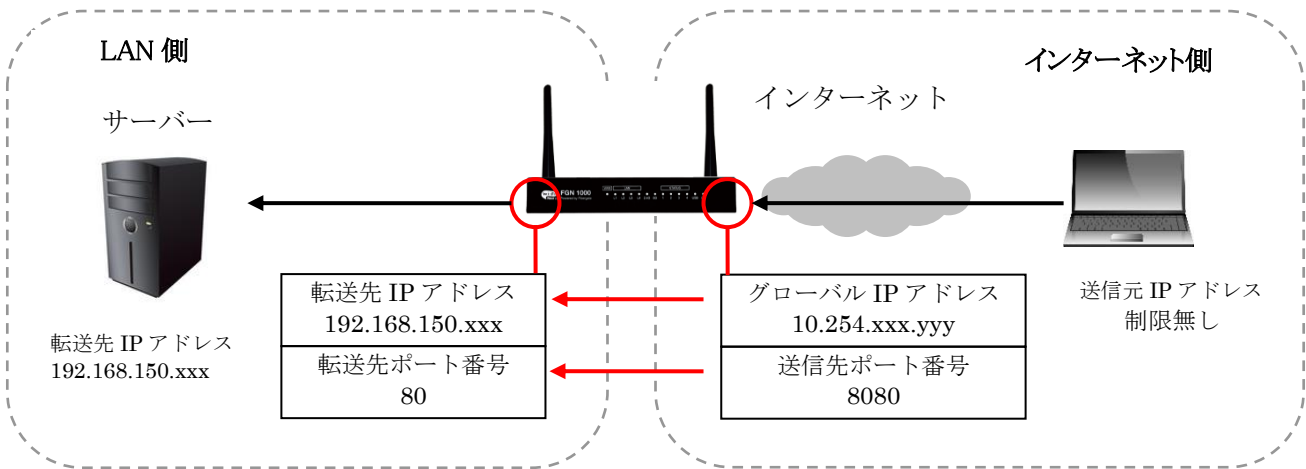 LAN 側
インターネット側
サーバー
インターネット
FGN 1000
転送先 IP アドレス
192.168.150.xxx
転送先ポート番号
80
グローバル IP アドレス
10.254.xxx.yyy
送信先ポート番号
8080
送信元 IP アドレス
制限無し
転送先 IP アドレス
192.168.150.xxx